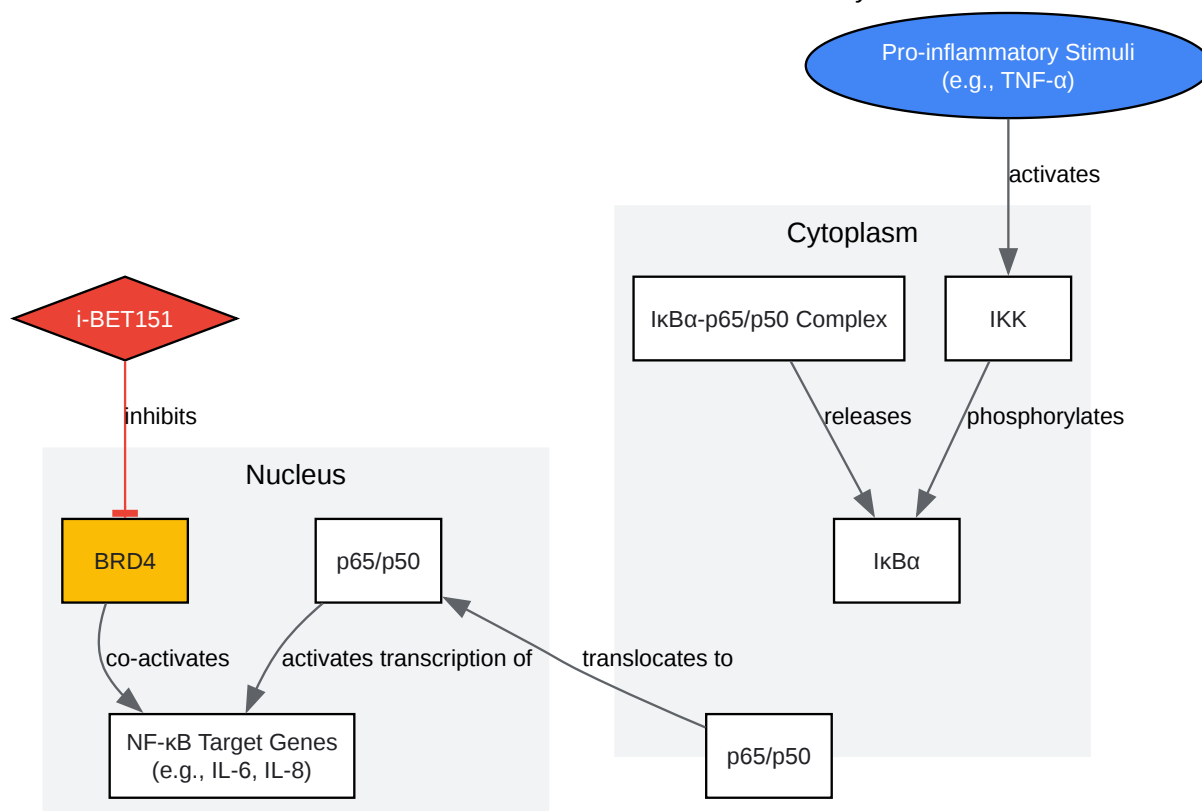 Pro-inflammatory Stimuli
(e.g., TNF-α)
activates
Cytoplasm
i-BET151
IκBα-p65/p50 Complex
IKK
inhibits
releases
phosphorylates
Nucleus
BRD4
p65/p50
IκBα
co-activates
activates transcription of
translocates to
NF-κB Target Genes
(e.g., IL-6, IL-8)
p65/p50